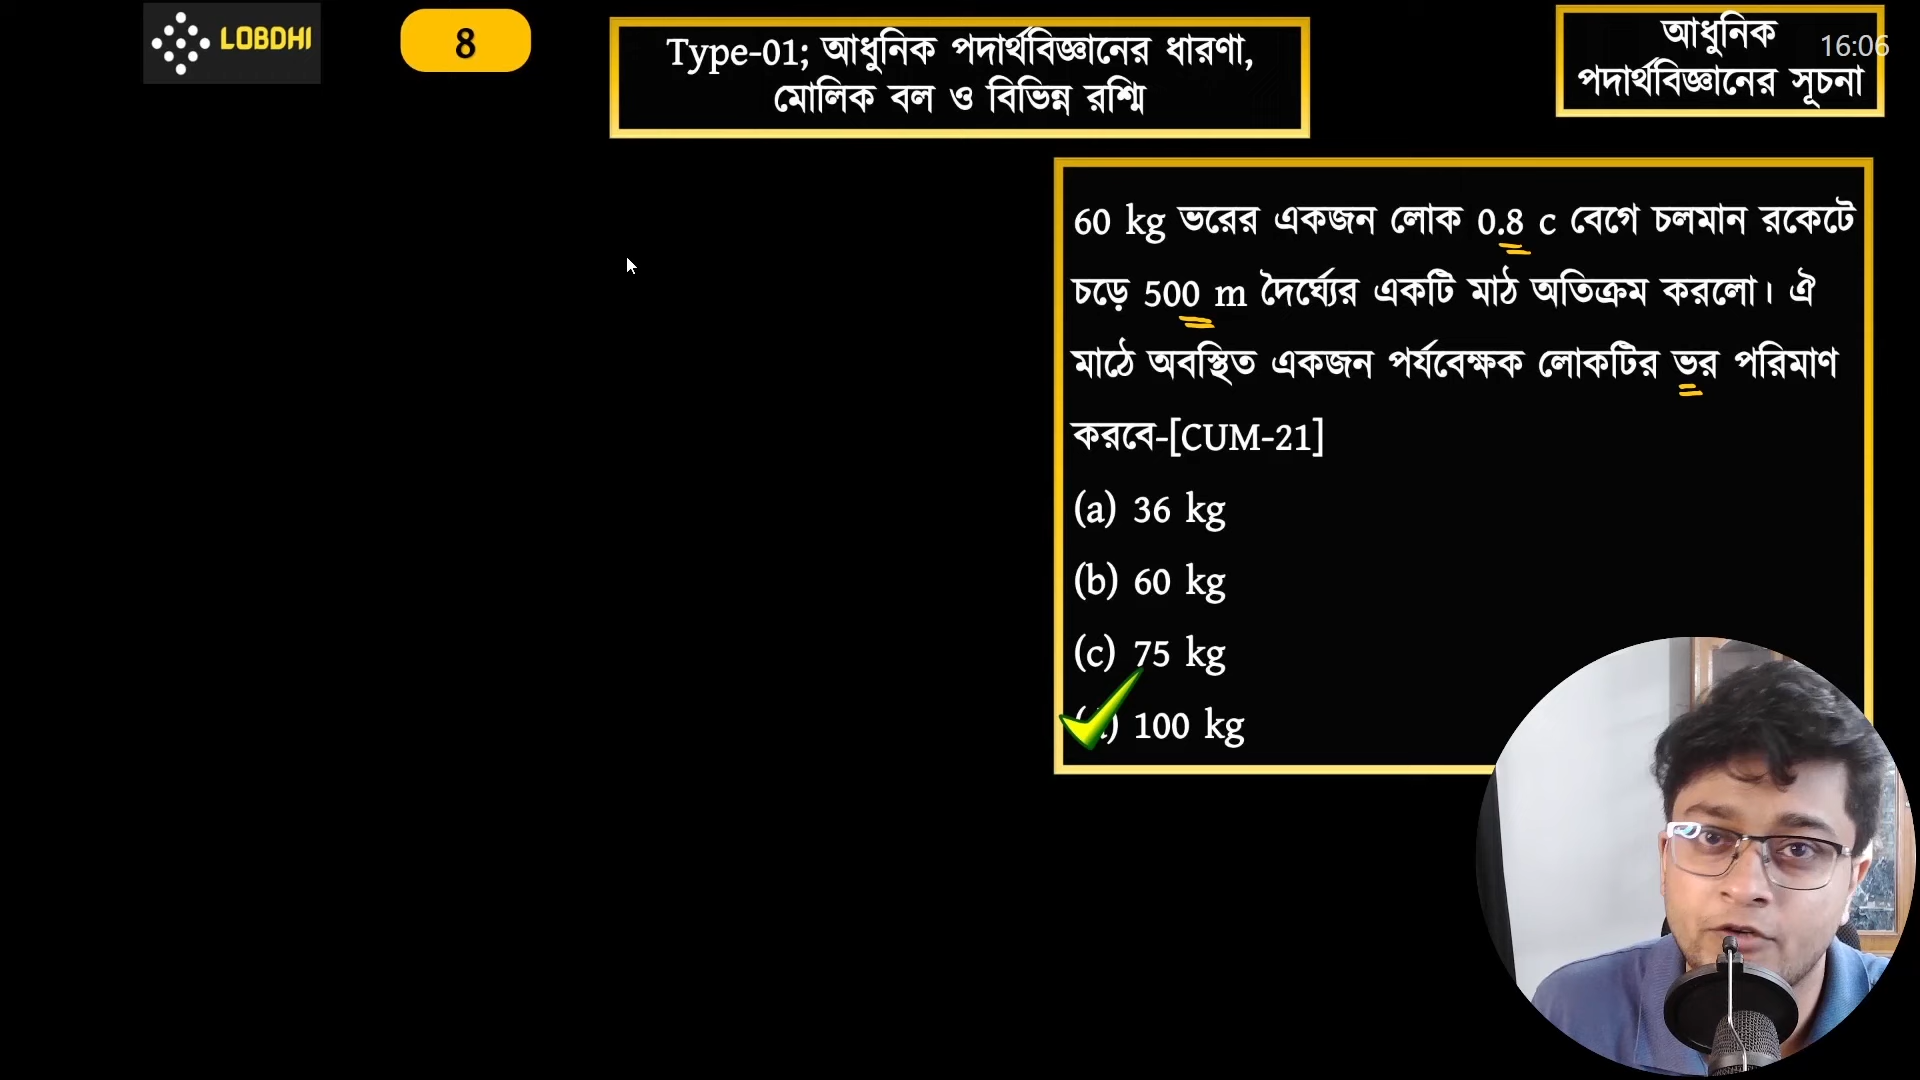 LOBDHI
8
Type-01; আধুনিক পদার্থবিজ্ঞানের ধারণা,
মোলিক বল ও বিভিন্ন রশ্মি
আধুনিক
পদার্থবিজ্ঞানের সূচনা
16:06
60 kg ভরের একজন লোক 0.8 c বেগে চলমান রকেটে
চড়ে 500 m দৈর্ঘ্যের একটি মাঠ অতিক্রম করলো। ঐ
মাঠে অবস্থিত একজন পর্যবেক্ষক লোকটির ভর পরিমাণ
করবে-[CUM-21]
(a) 36 kg
(b) 60 kg
(c) 75 kg
100 kg